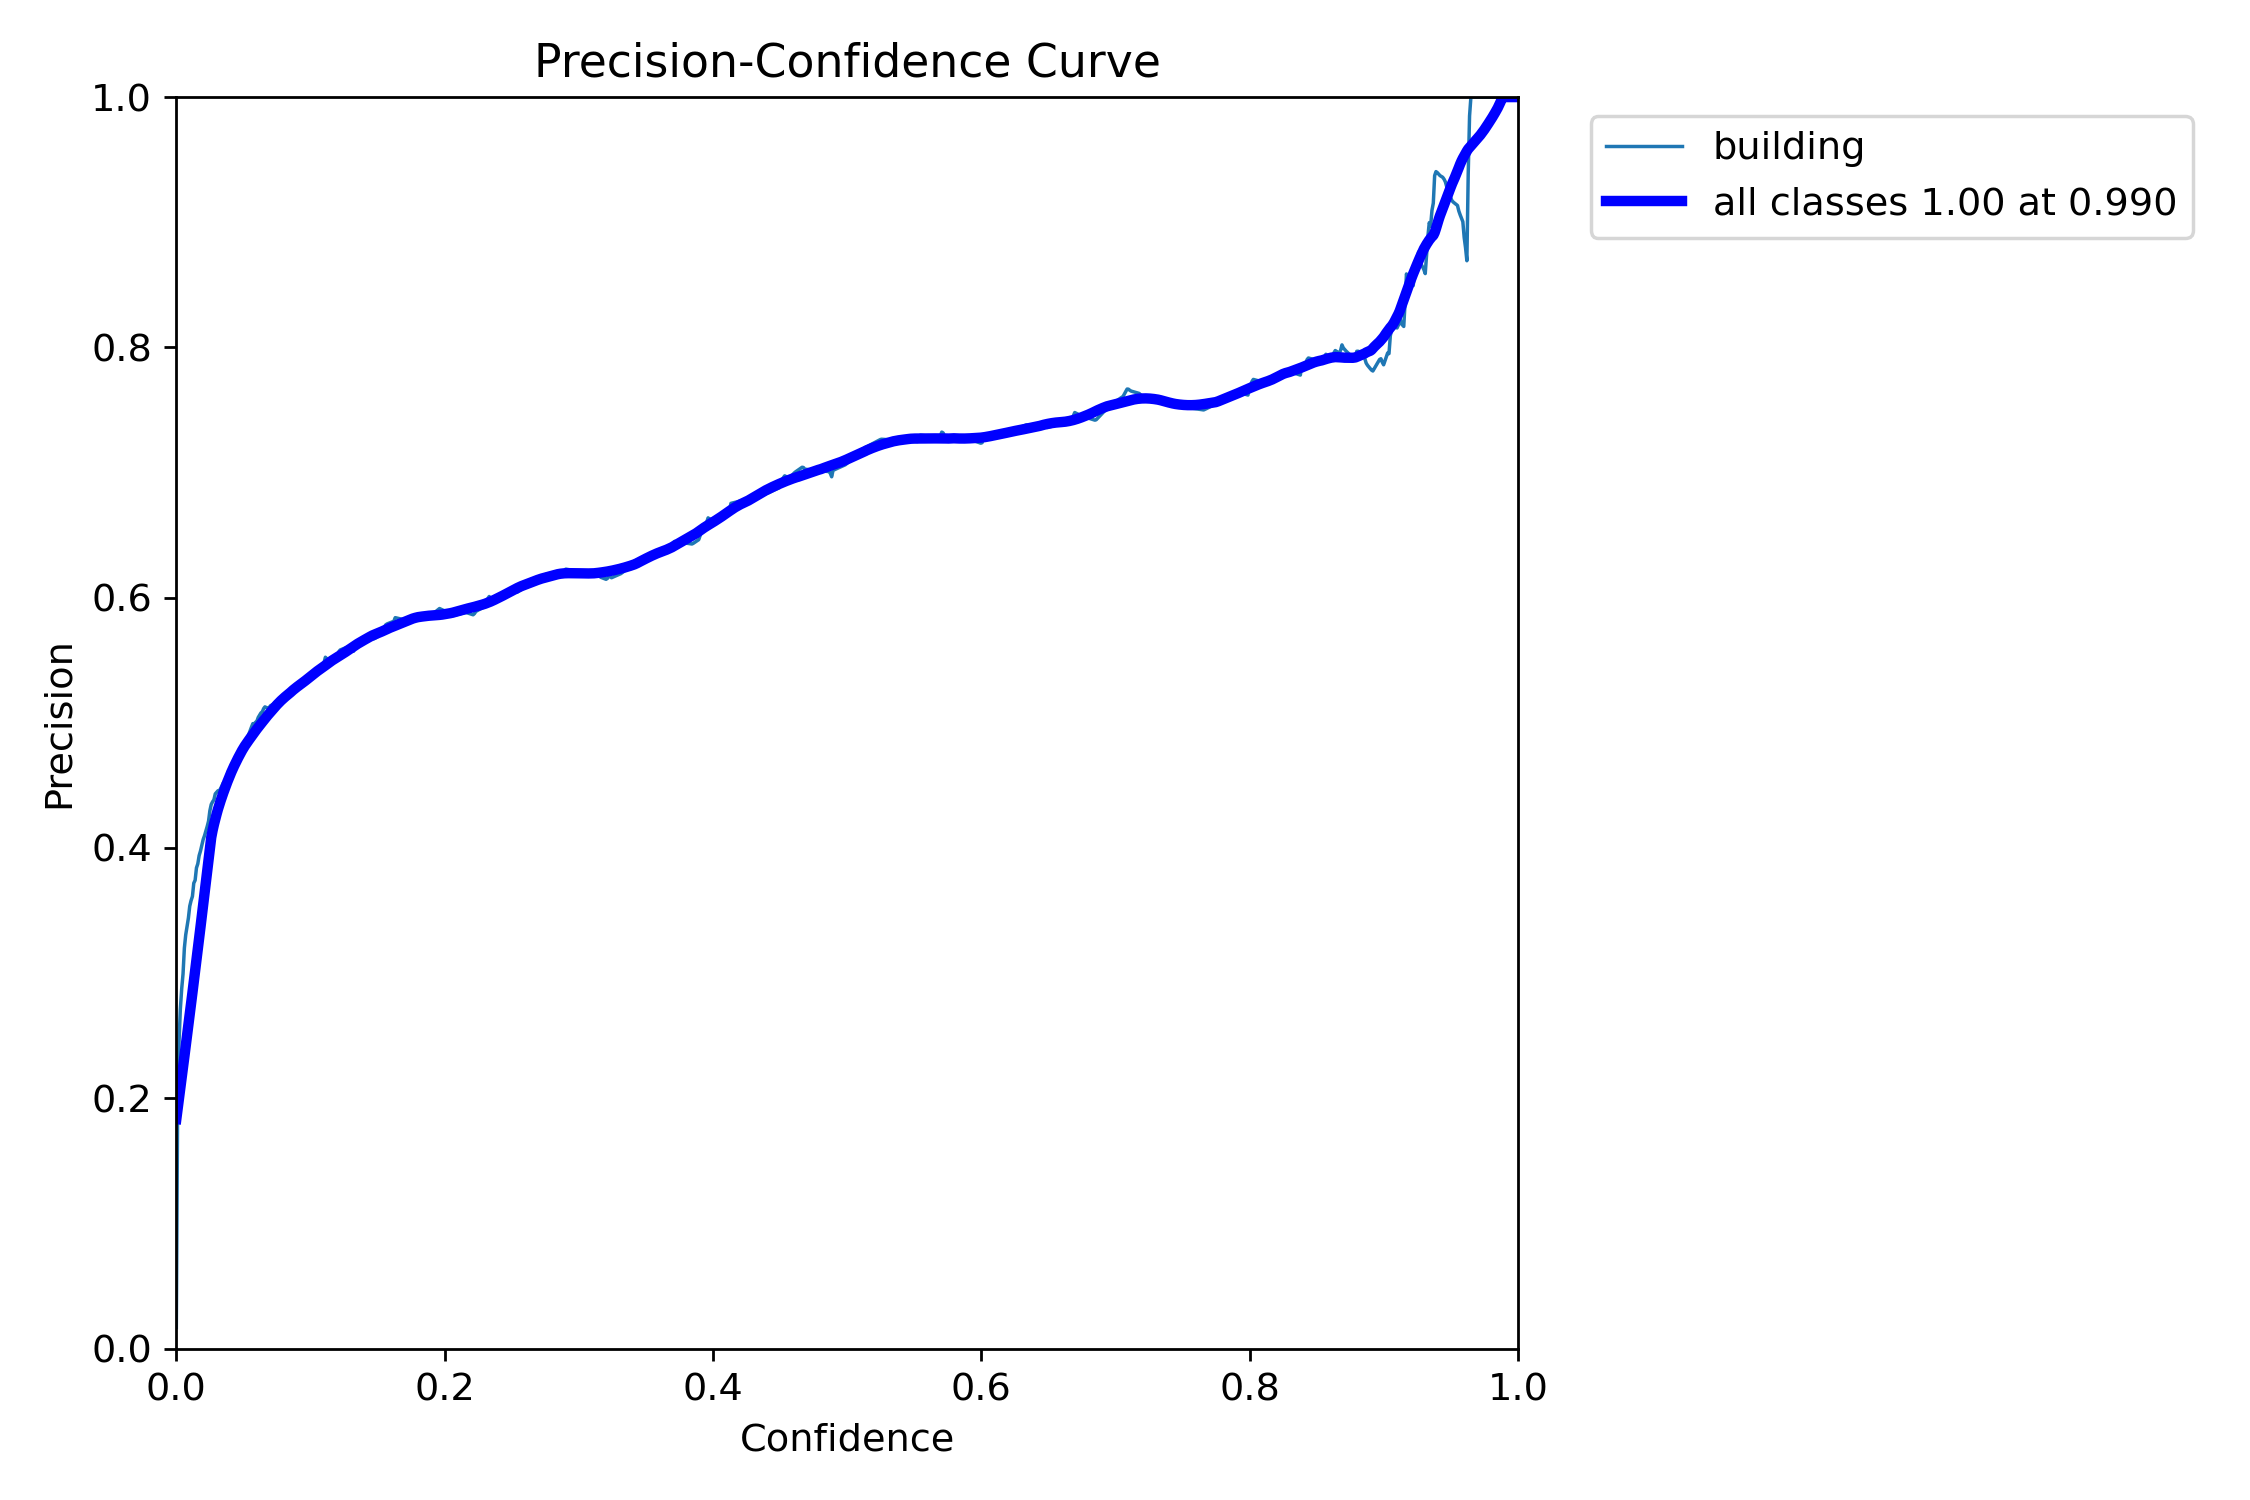 Precision-Confidence Curve
1.0
0.8
0.6
0.4
0.2
0.0
Precision
0.0 0.2 0.4 0.6 0.8 1.0
Confidence
building
all classes 1.00 at 0.990